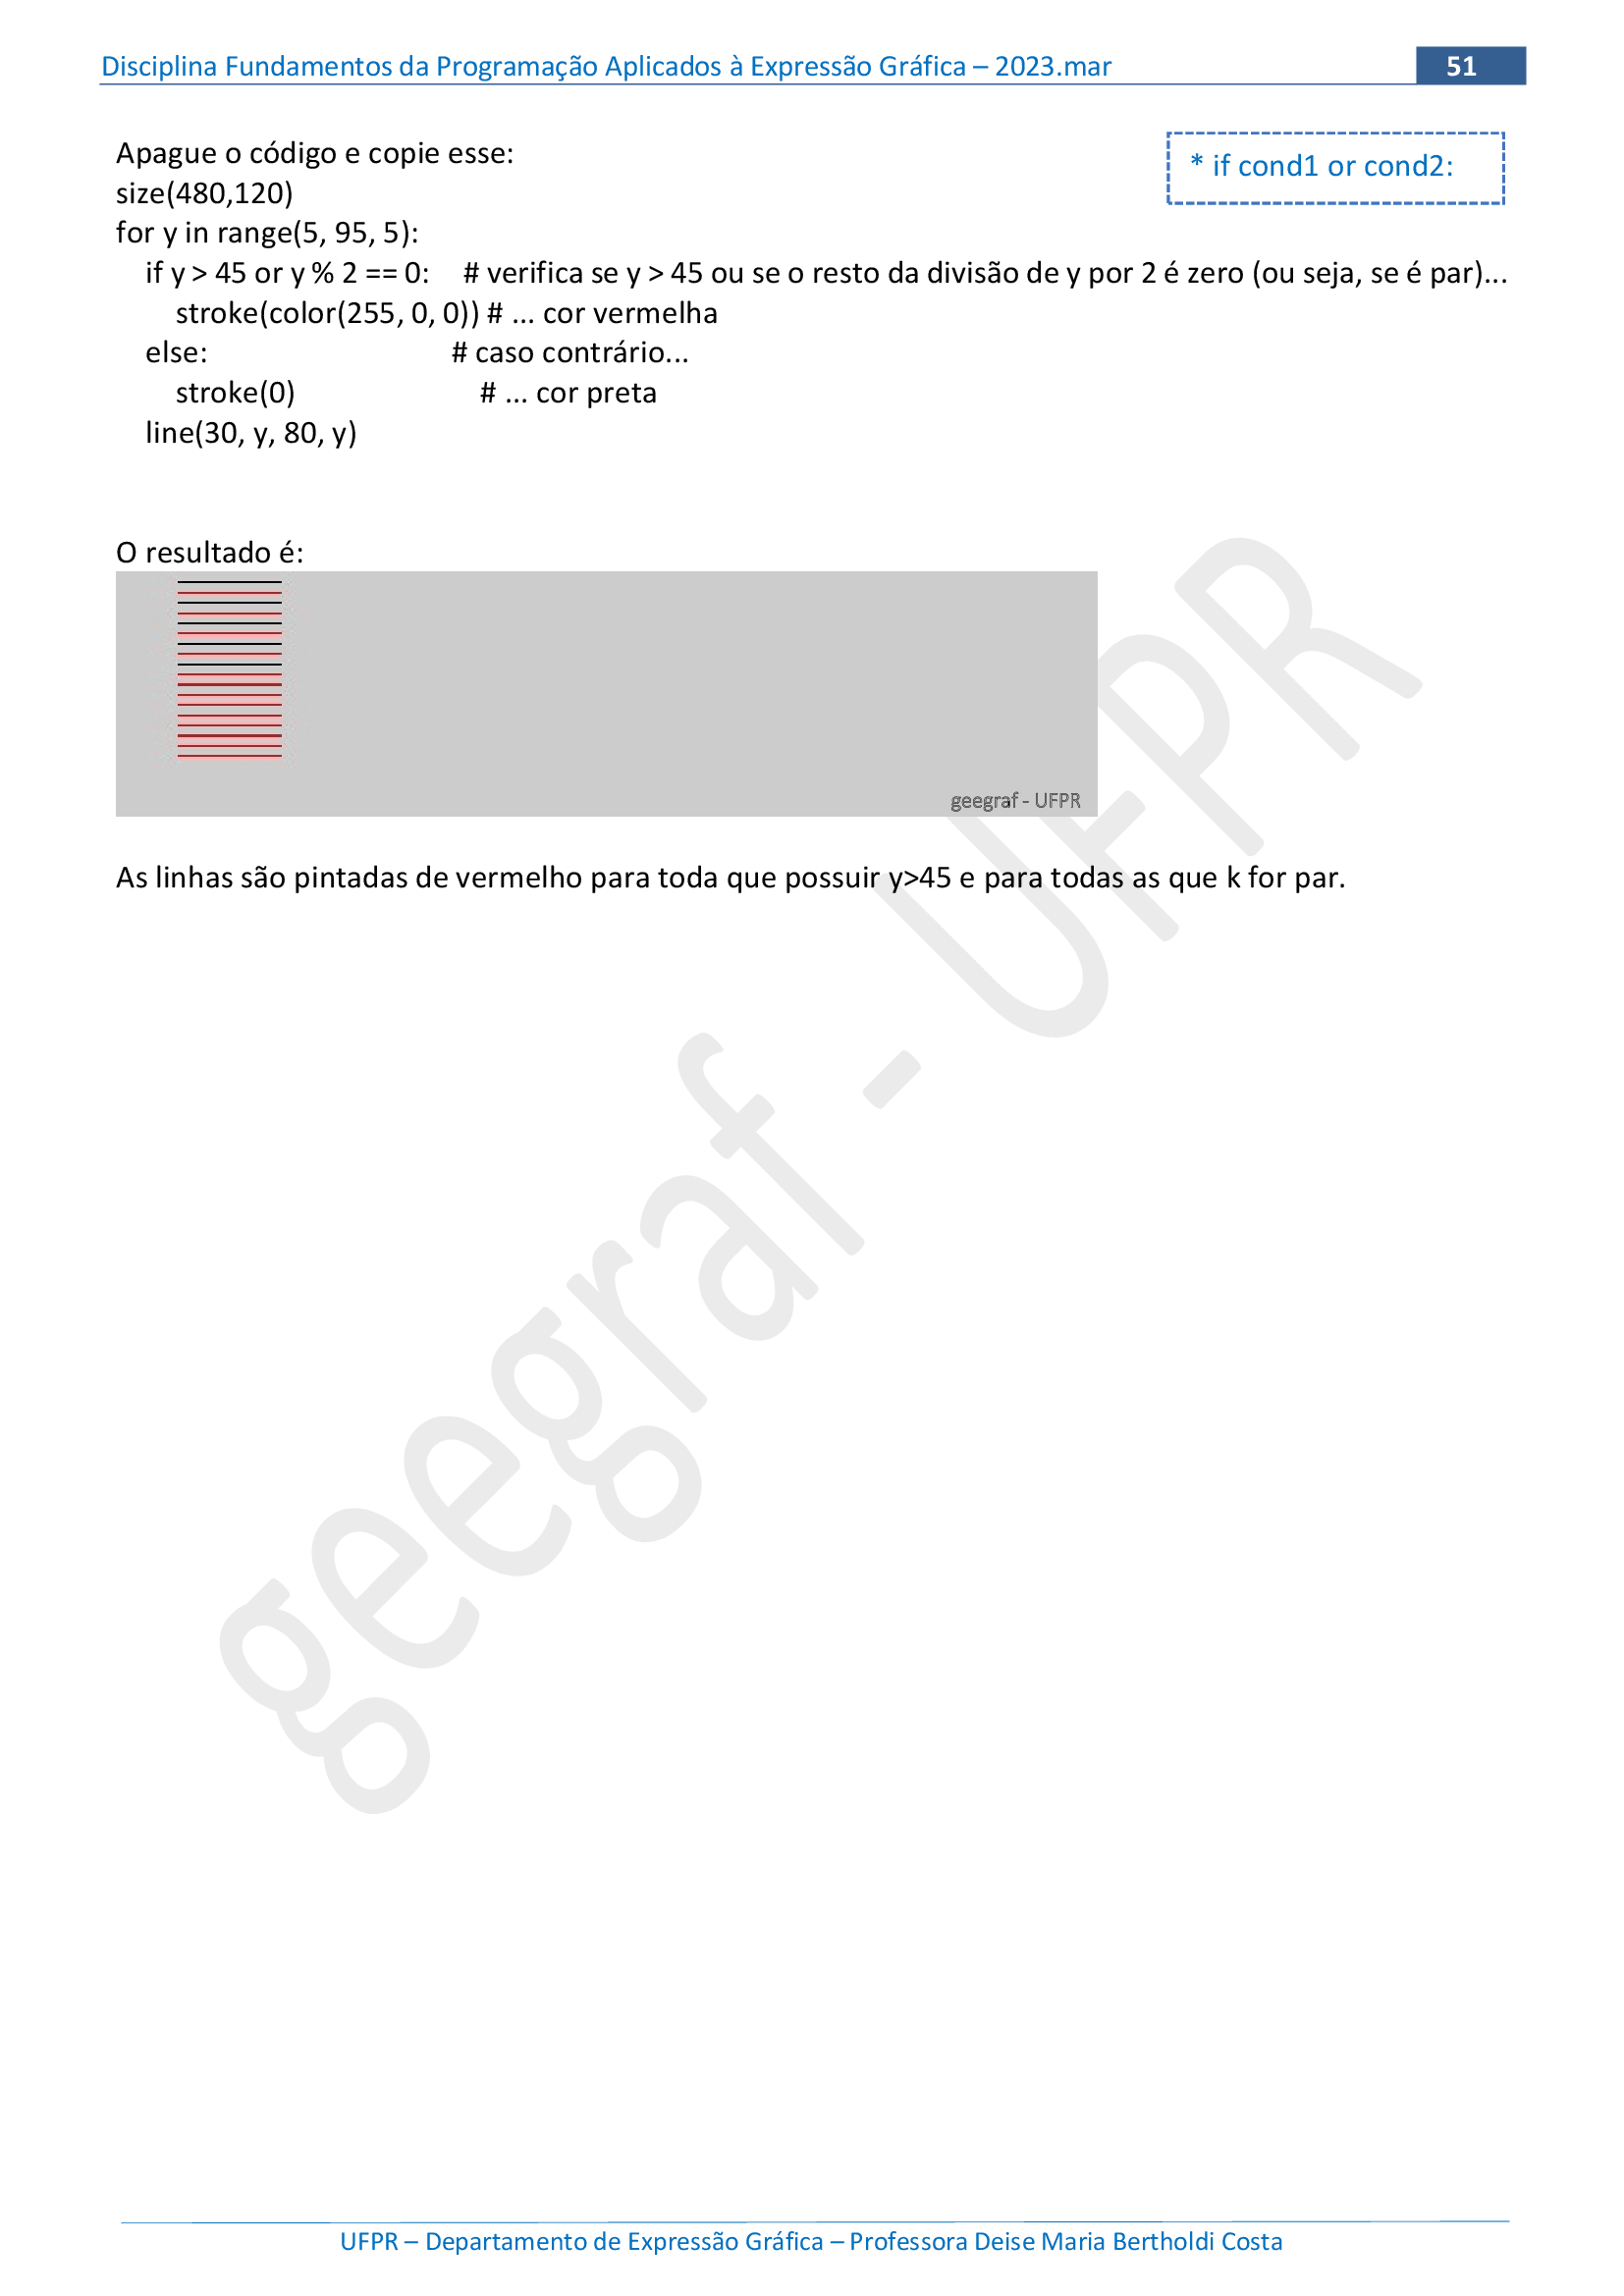 Disciplina Fundamentos da Programação Aplicados à Expressão Gráfica – 2023.mar 51
Apague o código e copie esse:
* if cond1 or cond2:
size(480,120)
for y in range(5, 95, 5):
if y > 45 or y % 2 == 0: # verifica se y > 45 ou se o resto da divisão de y por 2 é zero (ou seja, se é par)...
stroke(color(255, 0, 0)) # ... cor vermelha
else: # caso contrário...
stroke(0) # ... cor preta
line(30, y, 80, y)
O resultado é:
geegraf - UFPR
As linhas são pintadas de vermelho para toda que possuir y>45 e para todas as que k for par.
geegraf - UFPR
UFPR – Departamento de Expressão Gráfica – Professora Deise Maria Bertholdi Costa